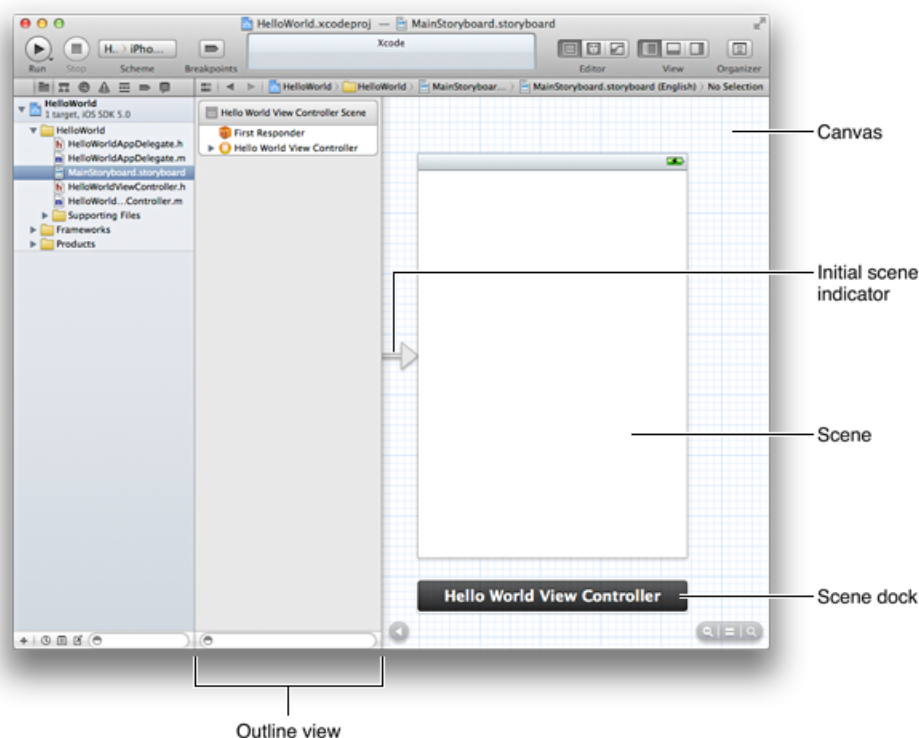 HelloWorld.xcodeproj — MainStoryboard.storyboard
Xcode
H... iPho...
Run Stop Scheme Breakpoints Editor View Organizer
HelloWorld HelloWorld MainStoryboar... MainStoryboard.storyboard (English) No Selection
HelloWorld
1 target, iOS SDK 5.0
HelloWorld
HelloWorldAppDelegate.h
HelloWorldAppDelegate.m
MainStoryboard.storyboard
HelloWorldViewController.h
HelloWorld...Controller.m
Supporting Files
Frameworks
Products
Hello World View Controller Scene
First Responder
Hello World View Controller
Canvas
Initial scene
indicator
Scene
Hello World View Controller
Scene dock
Outline view